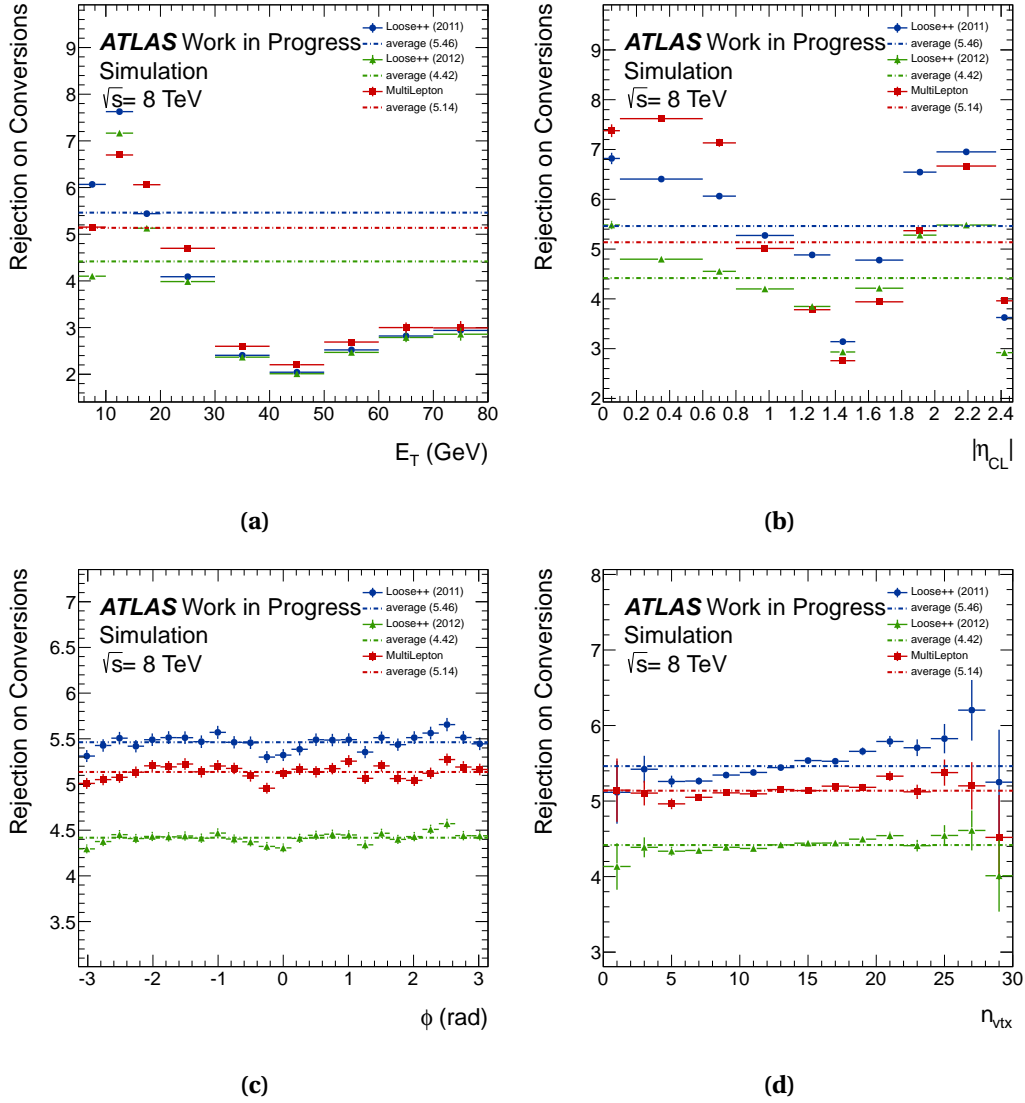 Rejection on Conversions
ATLAS Work in Progress
Simulation
√s= 8 TeV
Loose++ (2011)
average (5.46)
Loose++ (2012)
average (4.42)
MultiLepton
average (5.14)
9
8
7
6
5
4
3
2
10 20 30 40 50 60 70 80
E_T (GeV)
(a)
Rejection on Conversions
ATLAS Work in Progress
Simulation
√s= 8 TeV
Loose++ (2011)
average (5.46)
Loose++ (2012)
average (4.42)
MultiLepton
average (5.14)
9
8
7
6
5
4
3
2
0 0.2 0.4 0.6 0.8 1 1.2 1.4 1.6 1.8 2 2.2 2.4
|η_CL|
(b)
Rejection on Conversions
ATLAS Work in Progress
Simulation
√s= 8 TeV
Loose++ (2011)
average (5.46)
Loose++ (2012)
average (4.42)
MultiLepton
average (5.14)
7
6.5
6
5.5
5
4.5
4
3.5
-3 -2 -1 0 1 2 3
ϕ (rad)
(c)
Rejection on Conversions
ATLAS Work in Progress
Simulation
√s= 8 TeV
Loose++ (2011)
average (5.46)
Loose++ (2012)
average (4.42)
MultiLepton
average (5.14)
8
7
6
5
4
3
0 5 10 15 20 25 30
n_vtx
(d)